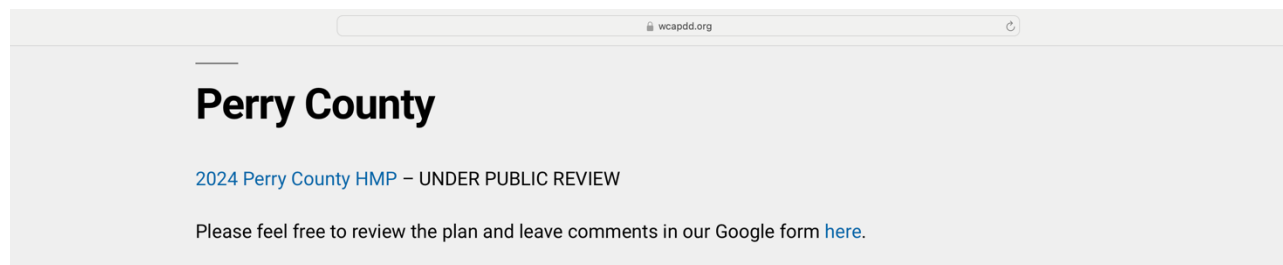 wcapdd.org
Perry County
2024 Perry County HMP – UNDER PUBLIC REVIEW
Please feel free to review the plan and leave comments in our Google form here.